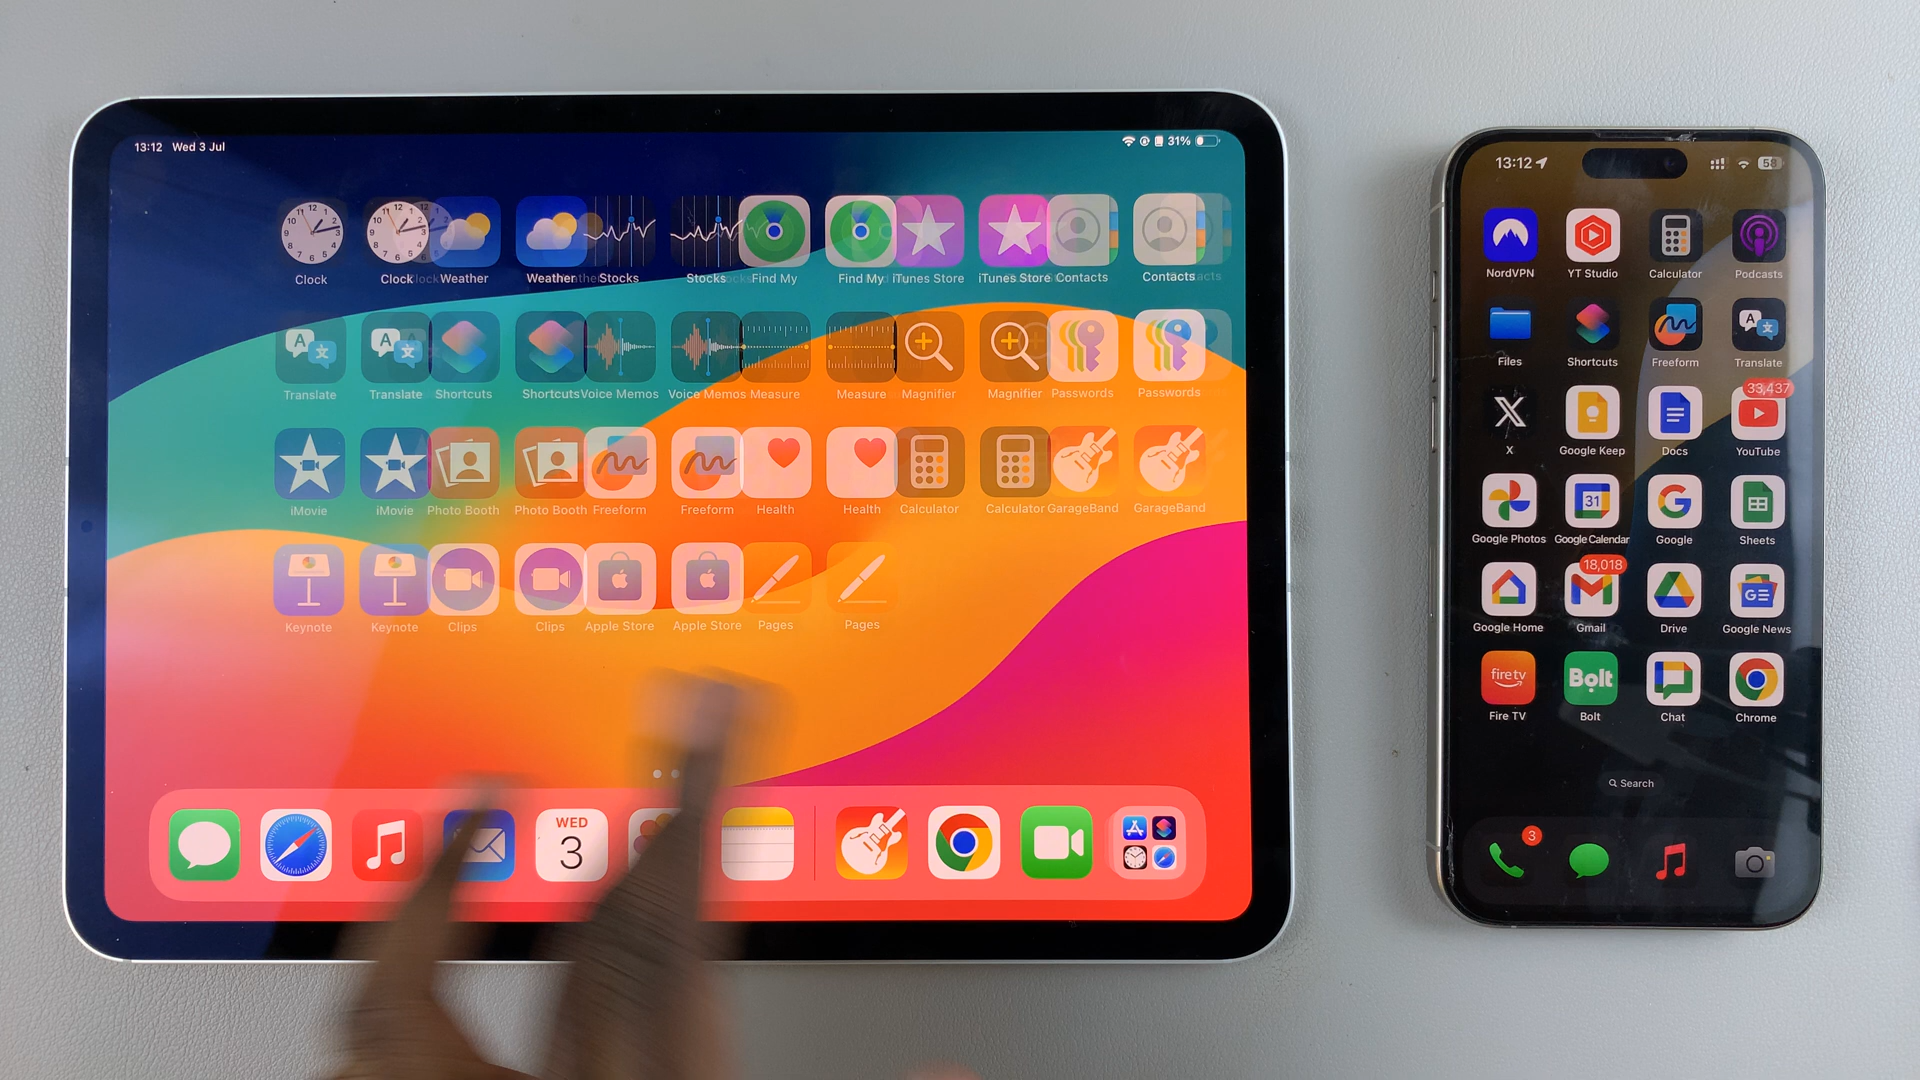 13:12 Wed 3 Jul
31%
Clock Clock Weather Weather Stocks Stocks Find My Find My iTunes Store iTunes Store Contacts Contacts
Translate Translate Shortcuts Shortcuts Voice Memos Voice Memos Measure Measure Magnifier Magnifier Passwords Passwords
iMovie iMovie Photo Booth Photo Booth Freeform Freeform Health Health Calculator Calculator GarageBand GarageBand
Keynote Keynote Clips Clips Apple Store Apple Store Pages Pages
WED
3
13:12
58
NordVPN YT Studio Calculator Podcasts
Files Shortcuts Freeform Translate
33,437
X Google Keep Docs YouTube
31
Google Photos Google Calendar Google Sheets
18,018
GE
Google Home Gmail Drive Google News
fire tv
Bolt
Fire TV Bolt Chat Chrome
Search
3